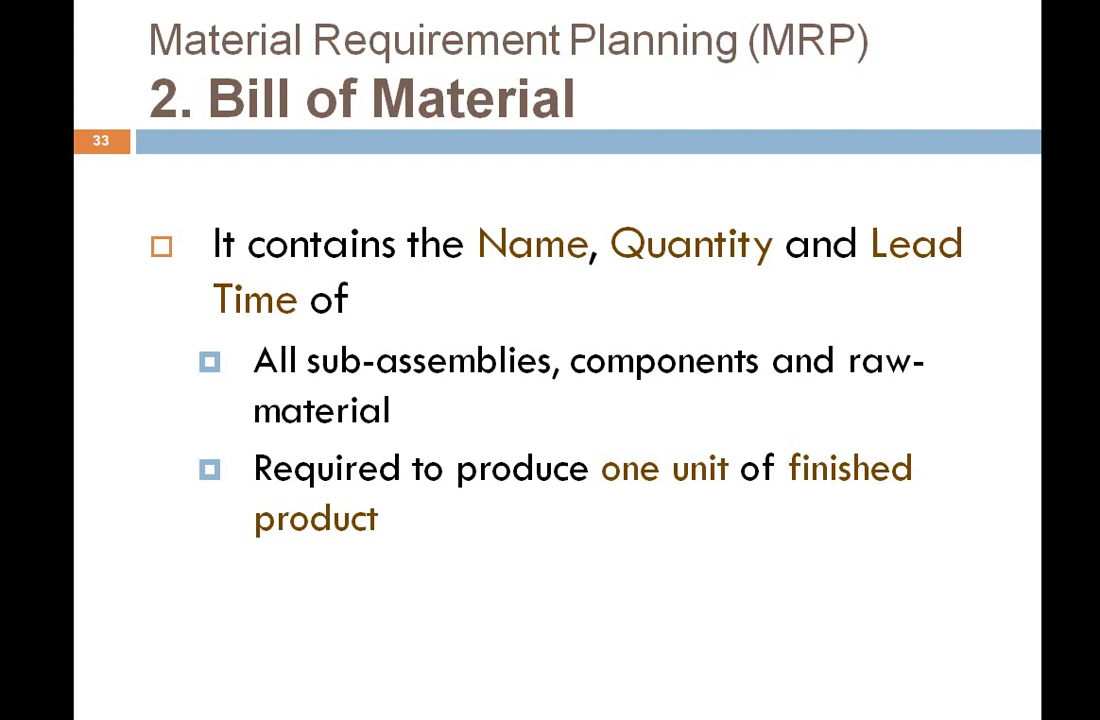 Material Requirement Planning (MRP)
2. Bill of Material
33
It contains the Name, Quantity and Lead
Time of
All sub-assemblies, components and raw-
material
Required to produce one unit of finished
product